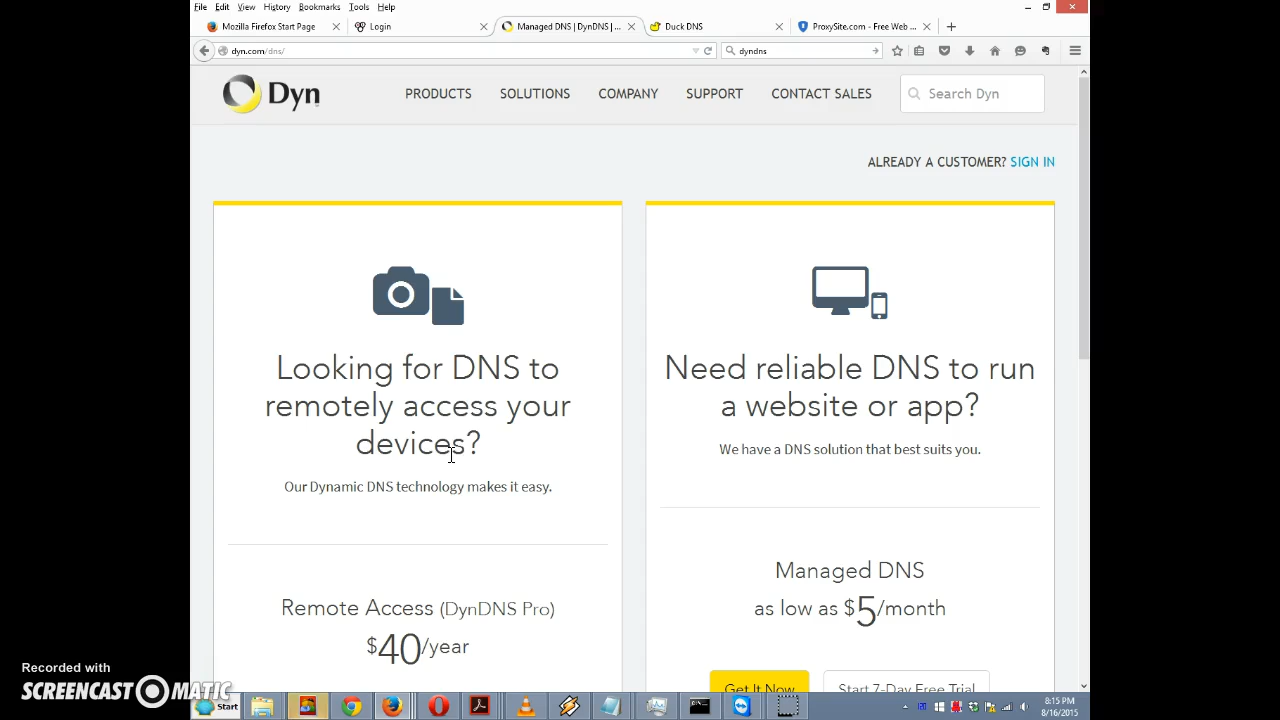 File Edit View History Bookmarks Tools Help
Mozilla Firefox Start Page
Login
Managed DNS | DynDNS |...
Duck DNS
ProxySite.com - Free Web ...
dyn.com/dns/
dyndns
Dyn
PRODUCTS SOLUTIONS COMPANY SUPPORT CONTACT SALES
Search Dyn
ALREADY A CUSTOMER? SIGN IN
Looking for DNS to
remotely access your
devices?
Our Dynamic DNS technology makes it easy.
Remote Access (DynDNS Pro)
$40/year
Need reliable DNS to run
a website or app?
We have a DNS solution that best suits you.
Managed DNS
as low as $5/month
Get It Now
Start 7-Day Free Trial
Recorded with
SCREENCAST MATIC
Start
8:15 PM
8/16/2015